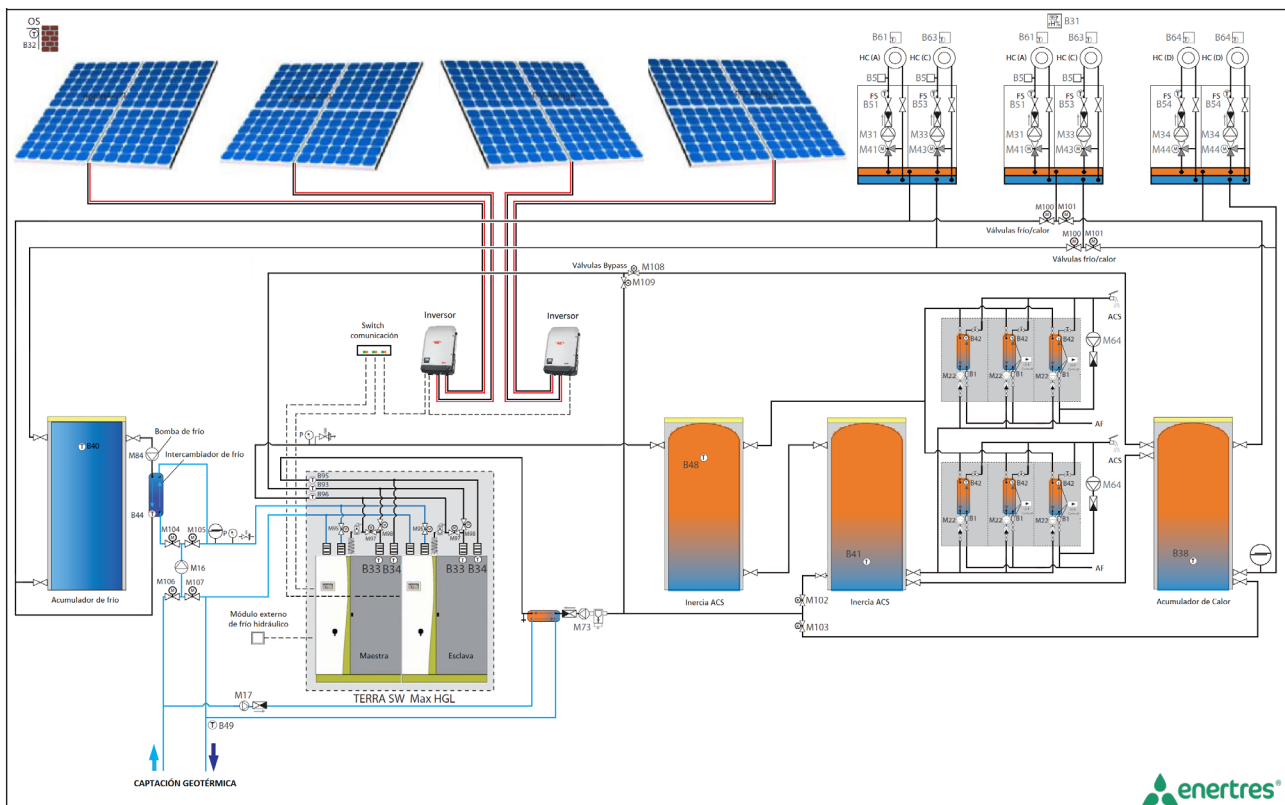 OS
T
B32
B31
B61
B63
B61
B63
B64
B64
HC (A)
HC (C)
HC (A)
HC (C)
HC (D)
HC (D)
B5
B5
B5
B5
FS
FS
FS
FS
FS
FS
B51
B53
B51
B53
B54
B54
M31
M33
M31
M33
M34
M34
M41
M43
M41
M43
M44
M44
M100
M101
Válvulas frío/calor
M100
M101
Válvulas frío/calor
Válvulas Bypass
M108
M109
Switch
comunicación
Inversor
Inversor
ACS
B42
B42
B42
M64
M22
B1
M22
B1
M22
B1
AF
ACS
B42
B42
B42
M64
M22
B1
M22
B1
M22
B1
AF
B40
M84
Bomba de frío
Intercambiador de frío
B44
M104
M105
P
P
M16
M106
M107
Acumulador de frío
B95
B93
B96
M95
M97
M98
M95
M97
M98
B33
B34
B33
B34
Maestra
Esclava
TERRA SW Max HGL
Módulo externo
de frío hidráulico
B48
Inercia ACS
B41
Inercia ACS
B38
Acumulador de Calor
M102
M103
M73
M17
B49
CAPTACIÓN GEOTÉRMICA
enertres®